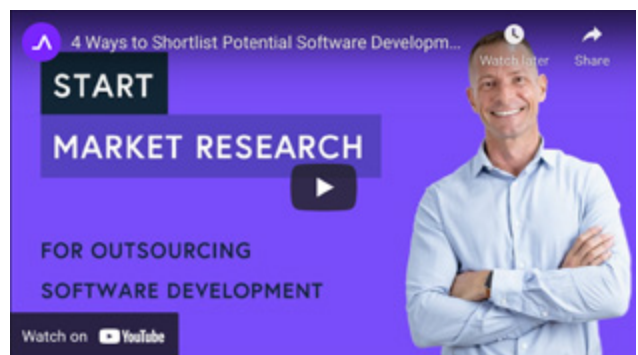 4 Ways to Shortlist Potential Software Developm...
Watch later
Share
START
MARKET RESEARCH
FOR OUTSOURCING
SOFTWARE DEVELOPMENT
Watch on YouTube